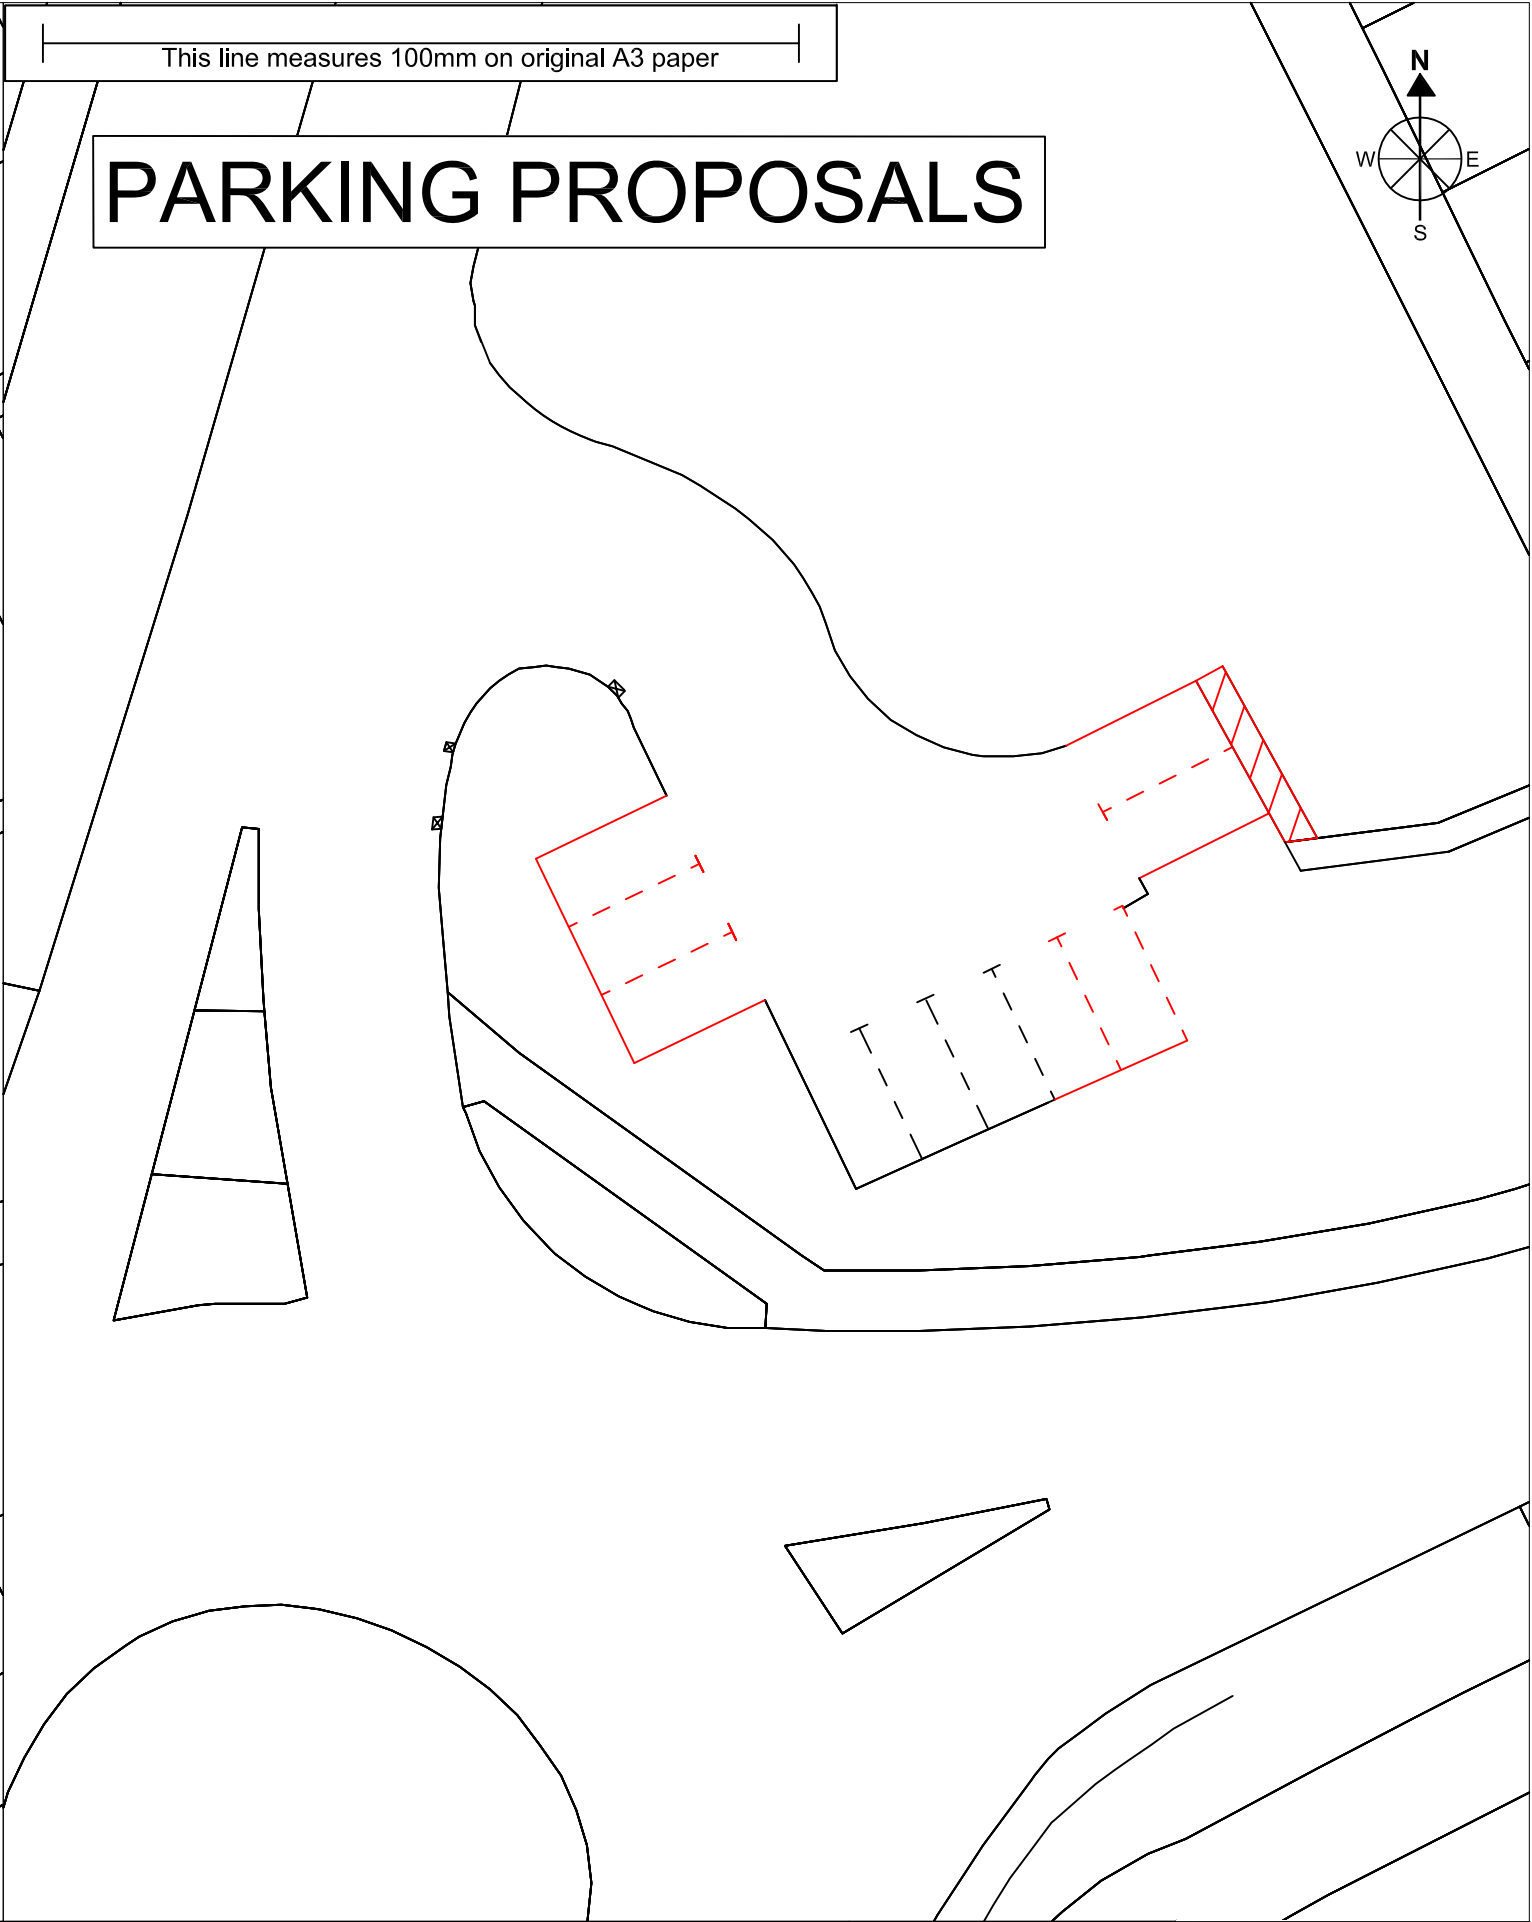 This line measures 100mm on original A3 paper
N
PARKING PROPOSALS
W E
S